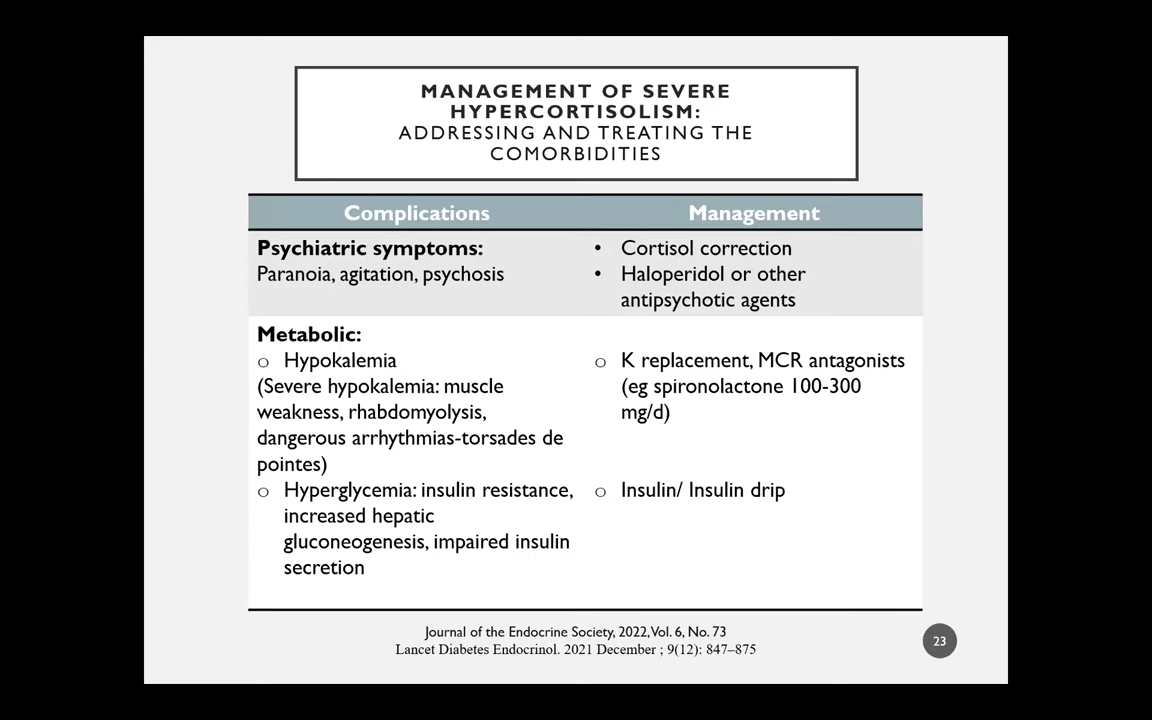 MANAGEMENT OF SEVERE
HYPERCORTISOLISM:
ADDRESSING AND TREATING THE
COMORBIDITIES
Complications
Management
Psychiatric symptoms:
Paranoia, agitation, psychosis
• Cortisol correction
• Haloperidol or other
antipsychotic agents
Metabolic:
o Hypokalemia
(Severe hypokalemia: muscle
weakness, rhabdomyolysis,
dangerous arrhythmias-torsades de
pointes)
o K replacement, MCR antagonists
(eg spironolactone 100-300
mg/d)
o Hyperglycemia: insulin resistance,
increased hepatic
gluconeogenesis, impaired insulin
secretion
o Insulin/ Insulin drip
Journal of the Endocrine Society, 2022, Vol. 6, No. 73
Lancet Diabetes Endocrinol. 2021 December ; 9(12): 847–875
23